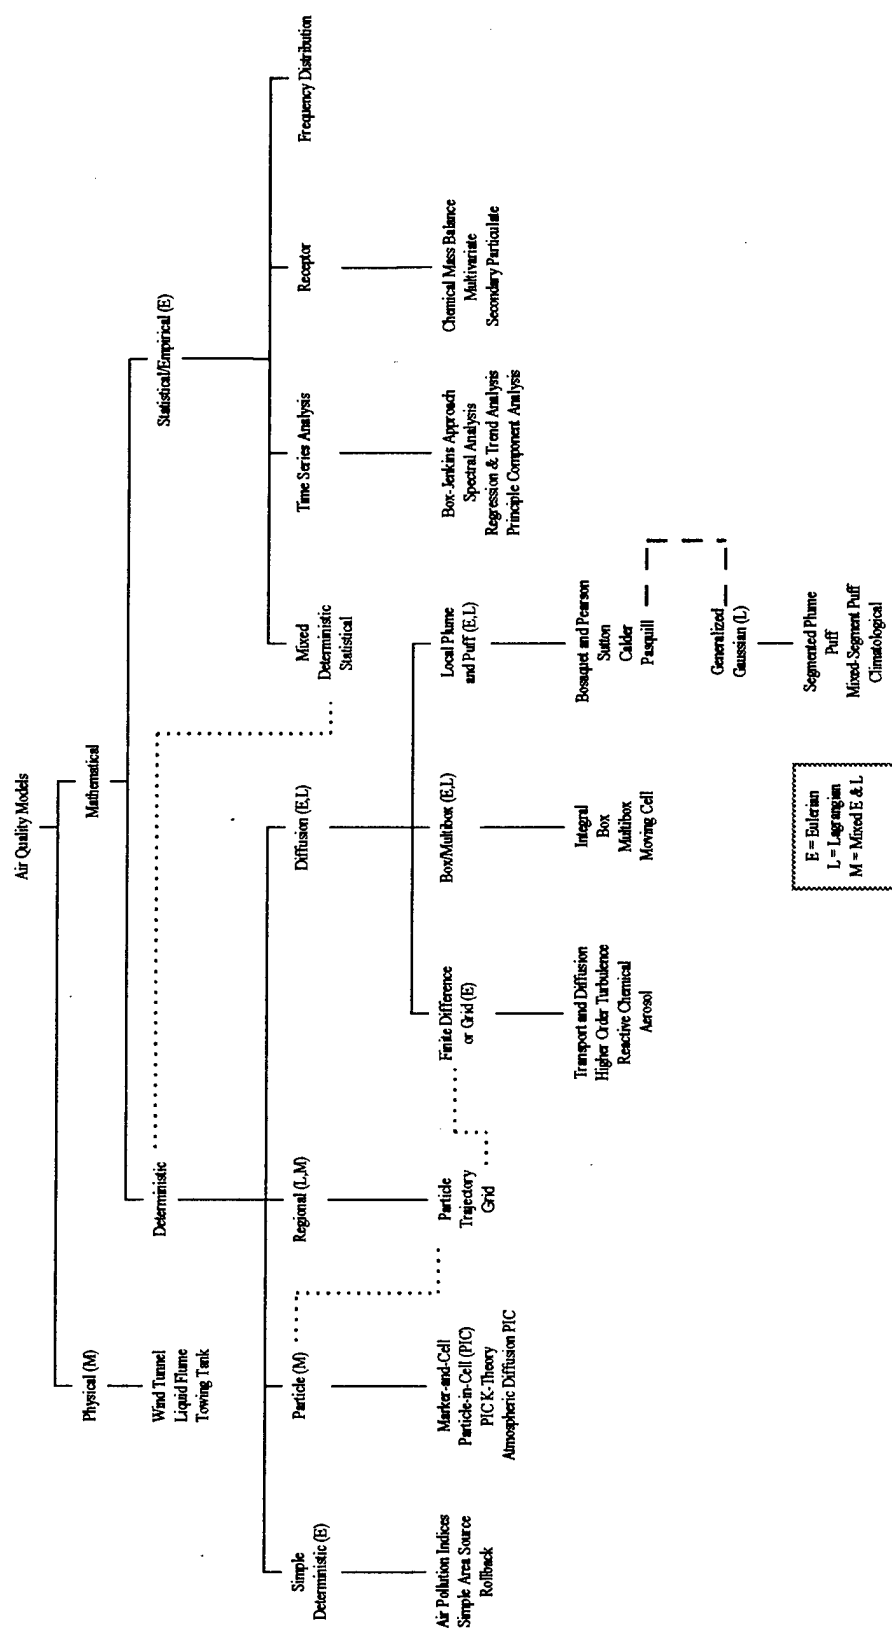 Air Quality Models
Physical (M)
Wind Tunnel
Liquid Flume
Towing Tank
Mathematical
Deterministic
Statistical/Empirical (E)
Simple
Deterministic (E)
Particle (M)
Regional (L,M)
Diffusion (E,L)
Mixed
Deterministic
Statistical
Time Series Analysis
Receptor
Frequency Distribution
Air Pollution Indices
Simple Area Source
Rollback
Marker-and-Cell
Particle-in-Cell (PIC)
PIC K-Theory
Atmospheric Diffusion PIC
Particle
Trajectory
Grid
Finite Difference
or Grid (E)
Box/Multibox (E,L)
Local Plume
and Puff (E,L)
Box-Jenkins Approach
Spectral Analysis
Regression & Trend Analysis
Principle Component Analysis
Chemical Mass Balance
Multivariate
Secondary Particulate
Transport and Diffusion
Higher Order Turbulence
Reactive Chemical
Aerosol
Integral
Box
Multibox
Moving Cell
Bosaquet and Pearson
Sutton
Calder
Pasquill
Generalized
Gaussian (L)
Segmented Plume
Puff
Mixed-Segment Puff
Climatological
E = Eulerian
L = Lagrangian
M = Mixed E & L